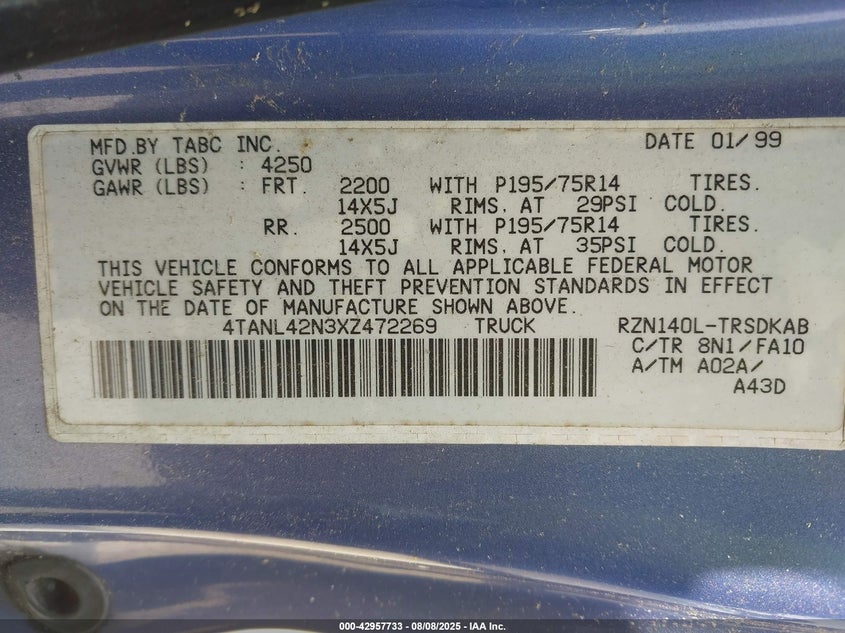 MFD.BY TABC INC. DATE 01/99
GVWR (LBS) : 4250
GAWR (LBS) : FRT. 2200 WITH P195/75R14 TIRES.
14X5J RIMS. AT 29PSI COLD.
RR. 2500 WITH P195/75R14 TIRES.
14X5J RIMS. AT 35PSI COLD.
THIS VEHICLE CONFORMS TO ALL APPLICABLE FEDERAL MOTOR
VEHICLE SAFETY AND THEFT PREVENTION STANDARDS IN EFFECT
ON THE DATE OF MANUFACTURE SHOWN ABOVE.
4TANL42N3XZ472269 TRUCK RZN140L-TRSDKAB
C/TR 8N1/FA10
A/TM A02A/
A43D
000-42957733 - 08/08/2025 - IAA Inc.